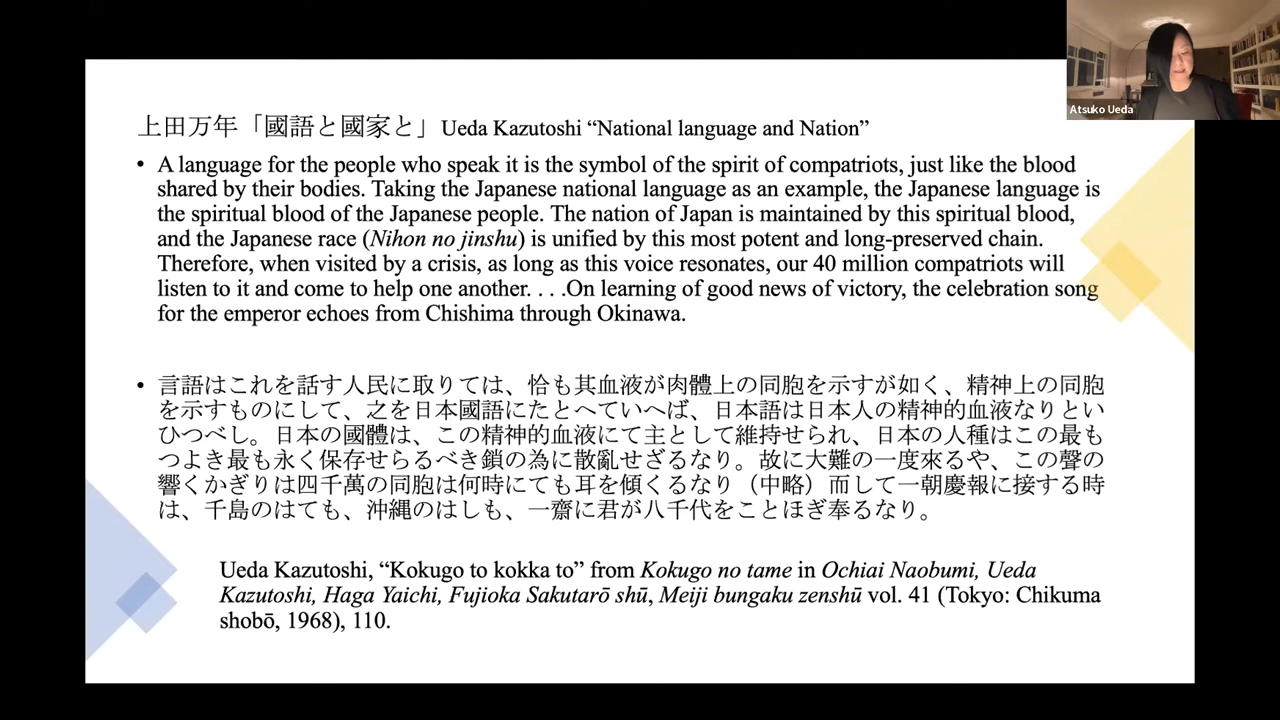 Atsuko Ueda
上田万年「國語と國家と」Ueda Kazutoshi “National language and Nation”
• A language for the people who speak it is the symbol of the spirit of compatriots, just like the blood
shared by their bodies. Taking the Japanese national language as an example, the Japanese language is
the spiritual blood of the Japanese people. The nation of Japan is maintained by this spiritual blood,
and the Japanese race (Nihon no jinshu) is unified by this most potent and long-preserved chain.
Therefore, when visited by a crisis, as long as this voice resonates, our 40 million compatriots will
listen to it and come to help one another. . . .On learning of good news of victory, the celebration song
for the emperor echoes from Chishima through Okinawa.
• 言語はこれを話す人民に取りては、恰も其血液が肉體上の同胞を示すが如く、精神上の同胞
を示すものにして、之を日本國語にたとへていへば、日本語は日本人の精神的血液なりとい
ひつべし。日本の國體は、この精神的血液にて主として維持せられ、日本の人種はこの最も
つよき最も永く保存せらるべき鎖の為に散亂せざるなり。故に大難の一度來るや、この聲の
響くかぎりは四千萬の同胞は何時にても耳を傾くるなり（中略）而して一朝慶報に接する時
は、千島のはても、沖縄のはしも、一齋に君が八千代をことほぎ奉るなり。
Ueda Kazutoshi, “Kokugo to kokka to” from Kokugo no tame in Ochiai Naobumi, Ueda
Kazutoshi, Haga Yaichi, Fujioka Sakutarō shū, Meiji bungaku zenshū vol. 41 (Tokyo: Chikuma
shobō, 1968), 110.